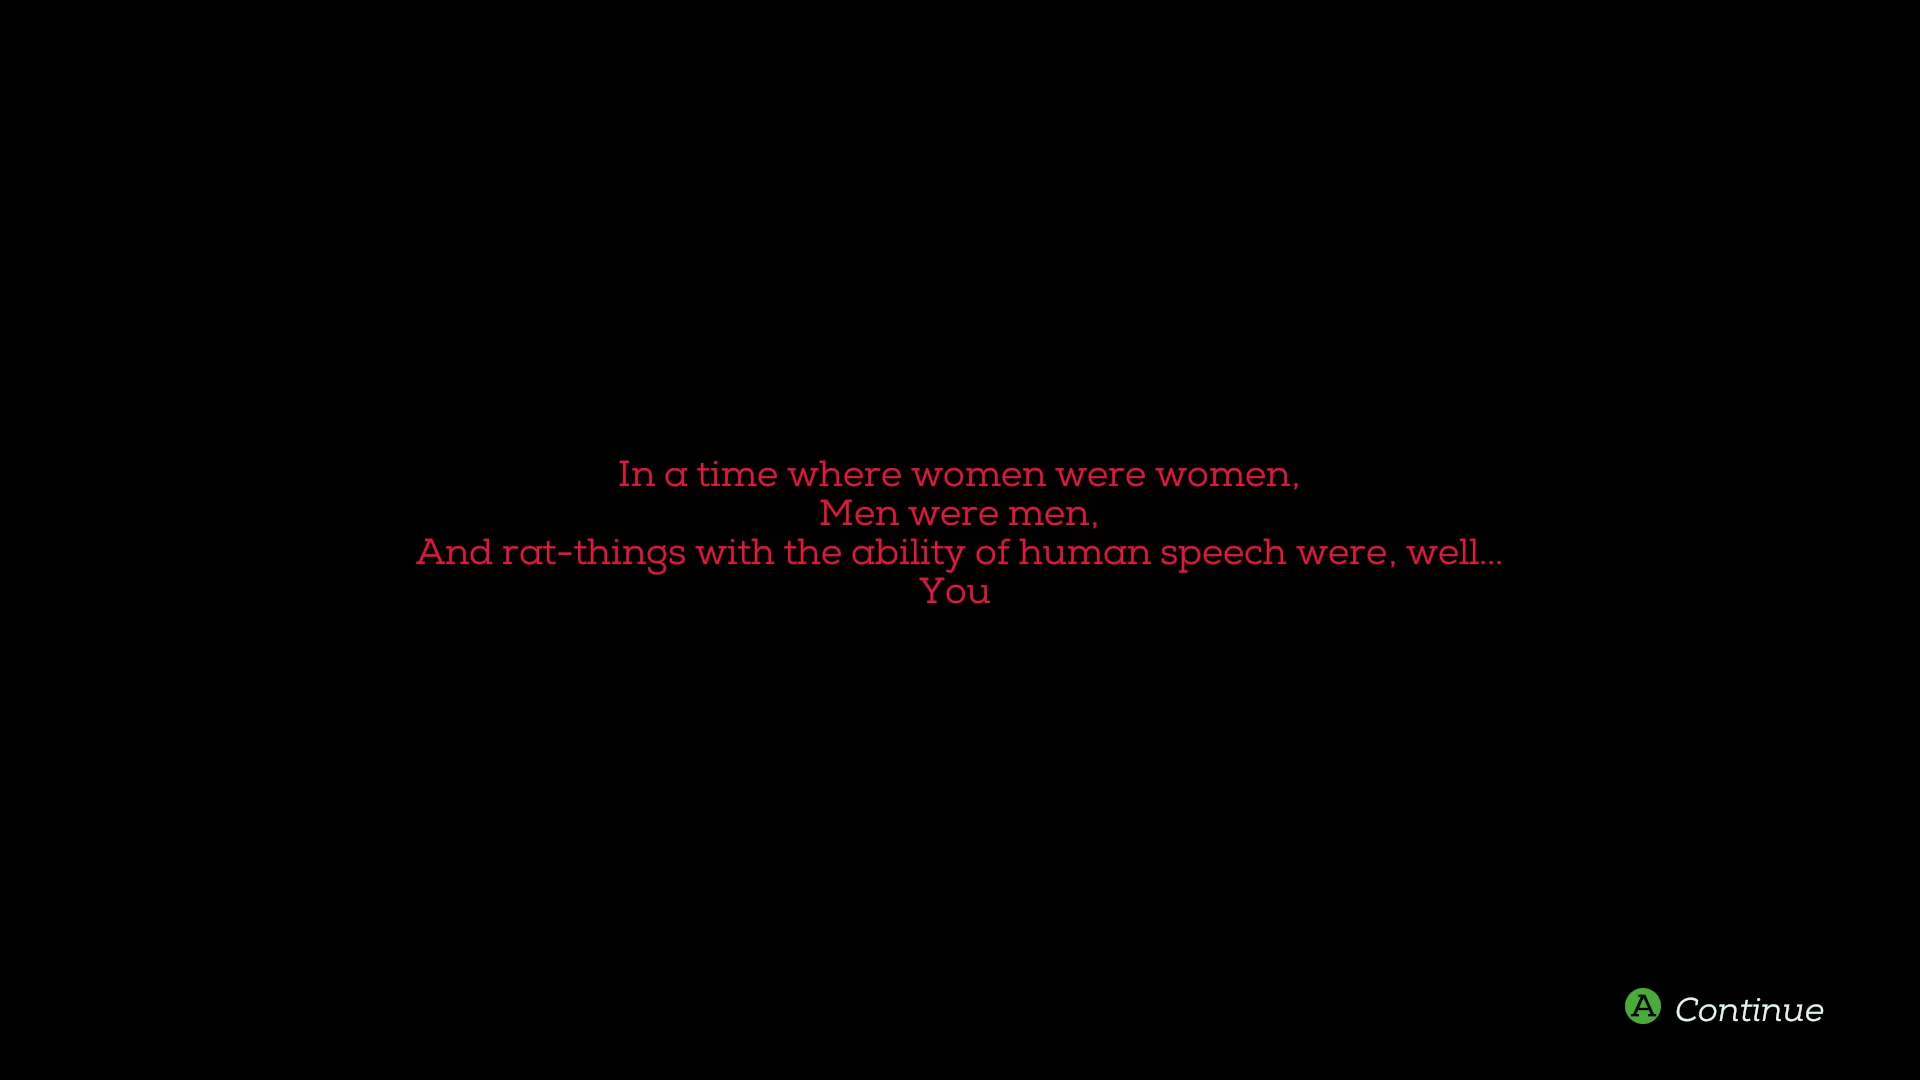 In a time where women were women,
Men were men,
And rat-things with the ability of human speech were, well...
You
A Continue